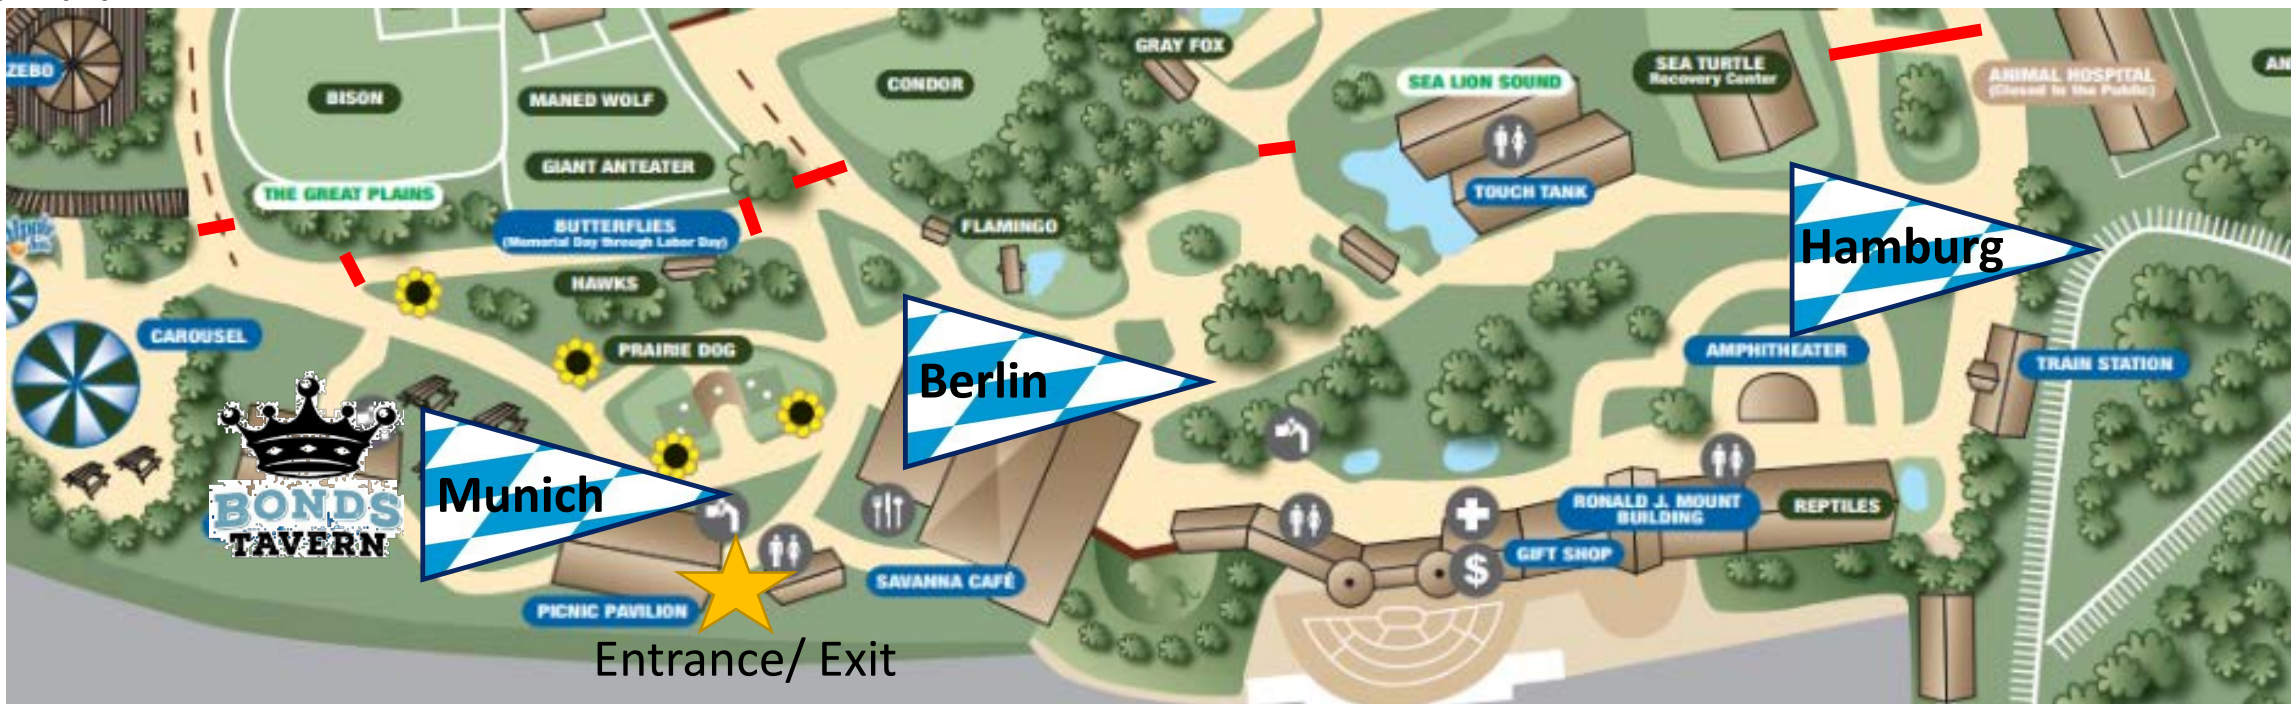 GRAY FOX
ZEBO
BISON
MANED WOLF
CONDOR
SEA LION SOUND
SEA TURTLE
Recovery Center
ANIMAL HOSPITAL
(Closed to the Public)
AN
GIANT ANTEATER
THE GREAT PLAINS
TOUCH TANK
BUTTERFLIES
(Memorial Day through Labor Day)
FLAMINGO
Hamburg
HAWKS
CAROUSEL
PRAIRIE DOG
AMPHITHEATER
TRAIN STATION
Berlin
Munich
BONDS
TAVERN
RONALD J. MOUNT
BUILDING
REPTILES
GIFT SHOP
$
SAVANNA CAFÉ
PICNIC PAVILION
Entrance/ Exit